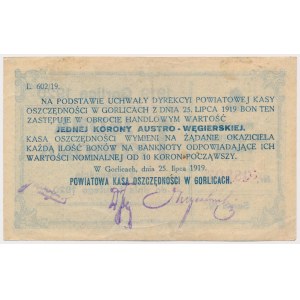 L. 602/19.
NA PODSTAWIE UCHWAŁY DYREKCYI POWIATOWEJ KASY
OSZCZĘDNOŚCI W GORLICACH Z DNIA 23. LIPCA 1919 BON TEN
ZASTĘPUJE W OBROCIE HANDLOWYM WARTOŚĆ
JEDNEJ KORONY AUSTRO-WĘGIERSKIEJ.
KASA OSZCZĘDNOŚCI WYMIENI NA ŻĄDANIE OKAZICIELA
KAŻDĄ ILOŚĆ BONÓW NA BANKNOTY ODPOWIADAJĄCE ICH
WARTOŚCI NOMINALNEJ OD 10 KORON POCZĄWSZY.
W Gorlicach, dnia 25. lipca 1919.
POWIATOWA KASA OSZCZĘDNOŚCI W GORLICACH.